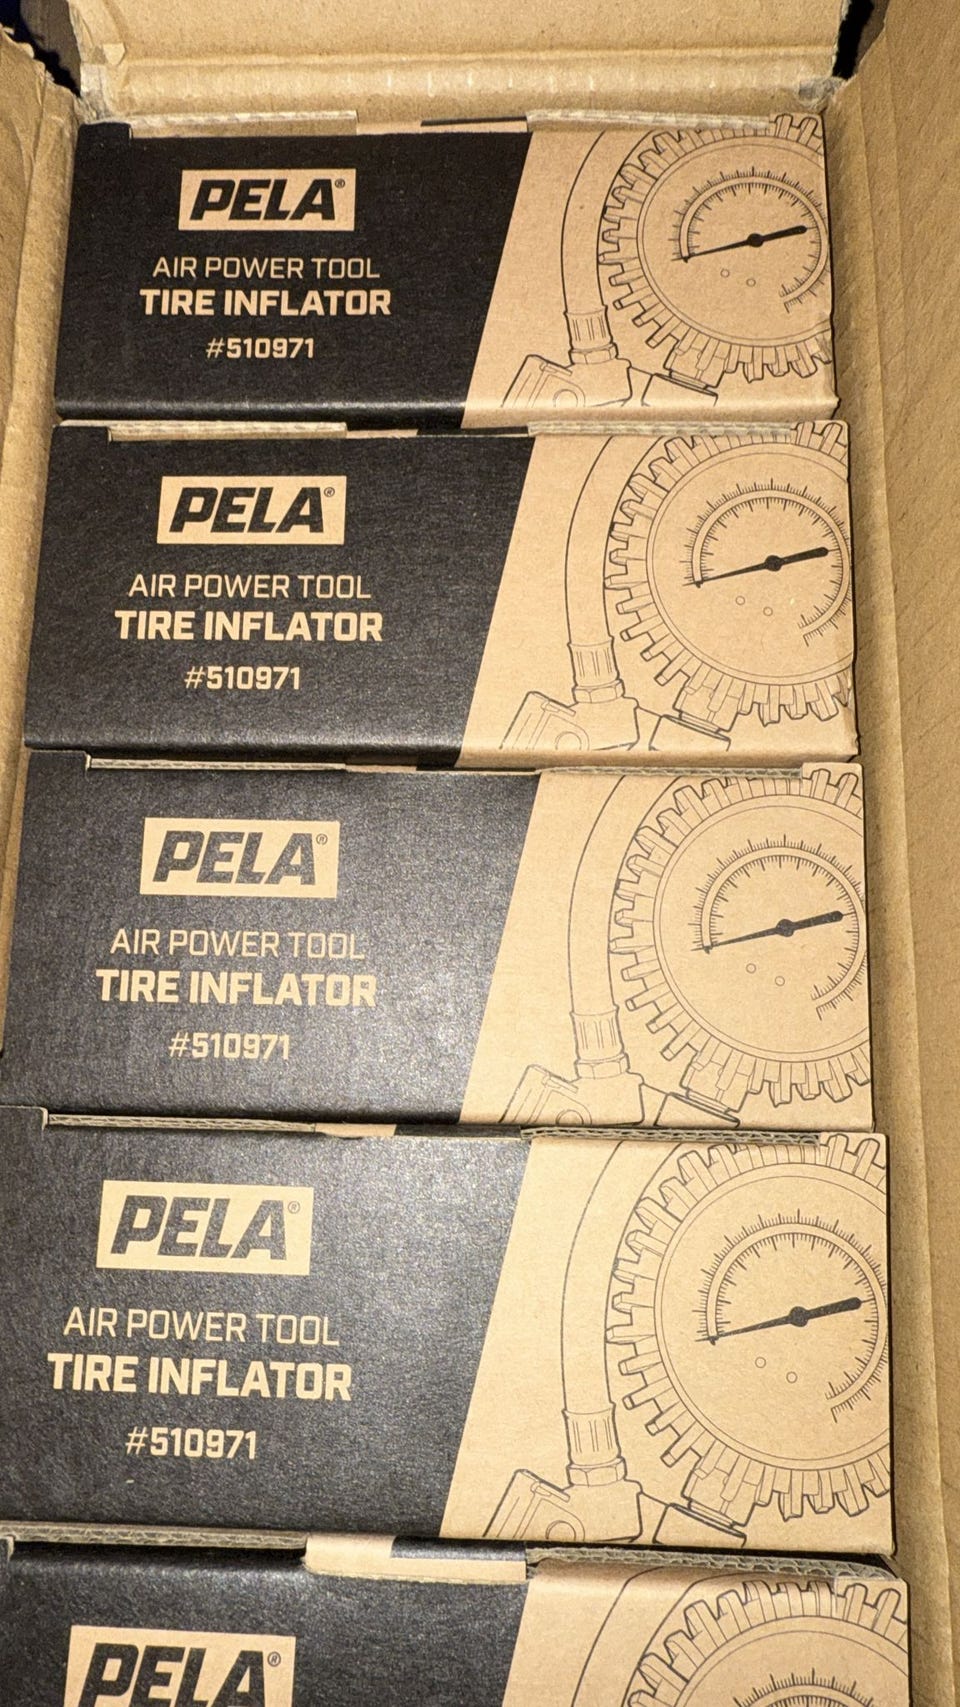 PELA®
AIR POWER TOOL
TIRE INFLATOR
#510971
PELA®
AIR POWER TOOL
TIRE INFLATOR
#510971
PELA®
AIR POWER TOOL
TIRE INFLATOR
#510971
PELA®
AIR POWER TOOL
TIRE INFLATOR
#510971
PELA®